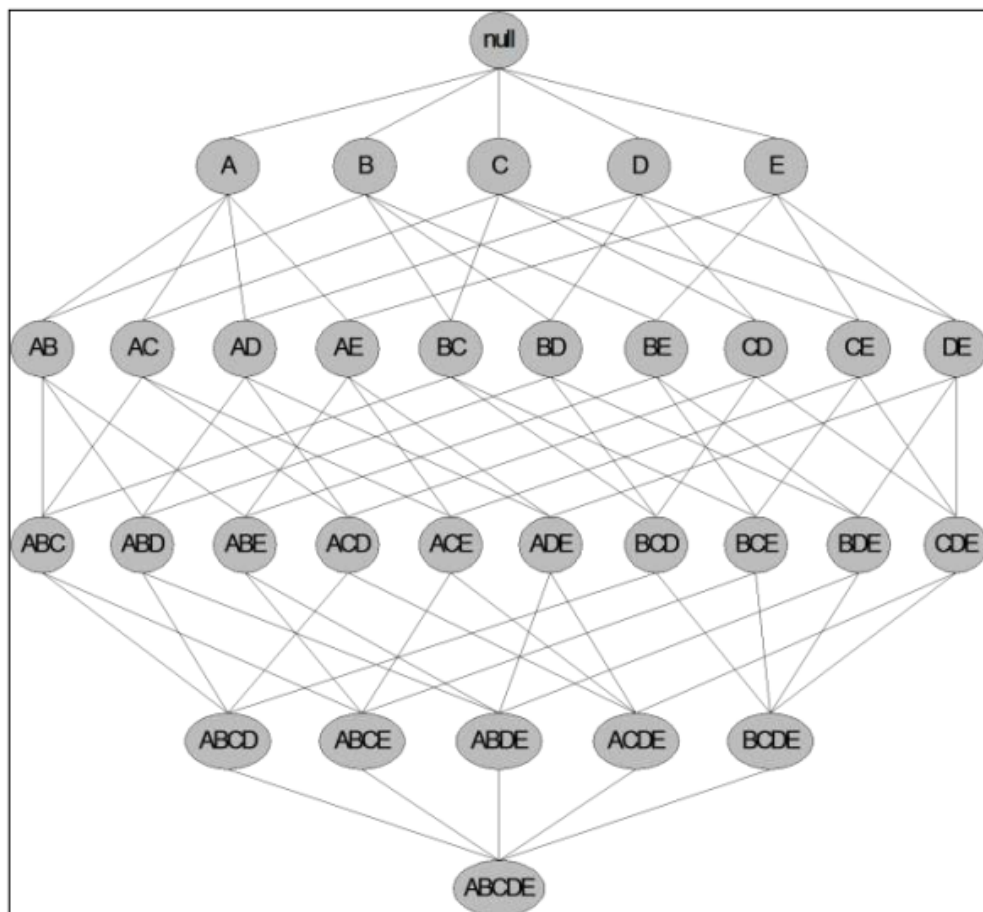 null
A B C D E
AB AC AD AE BC BD BE CD CE DE
ABC ABD ABE ACD ACE ADE BCD BCE BDE CDE
ABCD ABCE ABDE ACDE BCDE
ABCDE